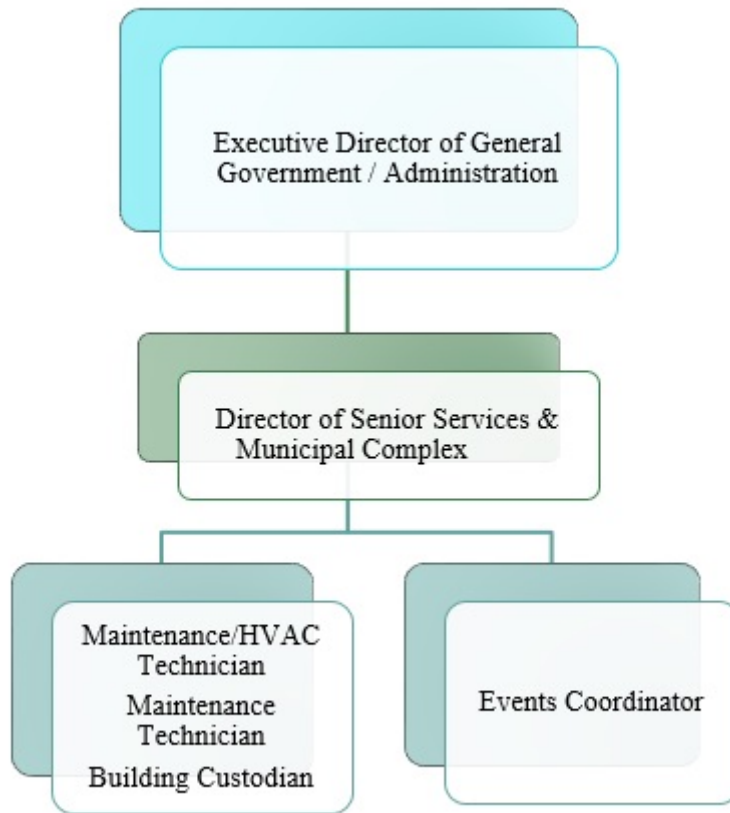 Executive Director of General
Government / Administration
Director of Senior Services &
Municipal Complex
Maintenance/HVAC
Technician
Maintenance
Technician
Building Custodian
Events Coordinator